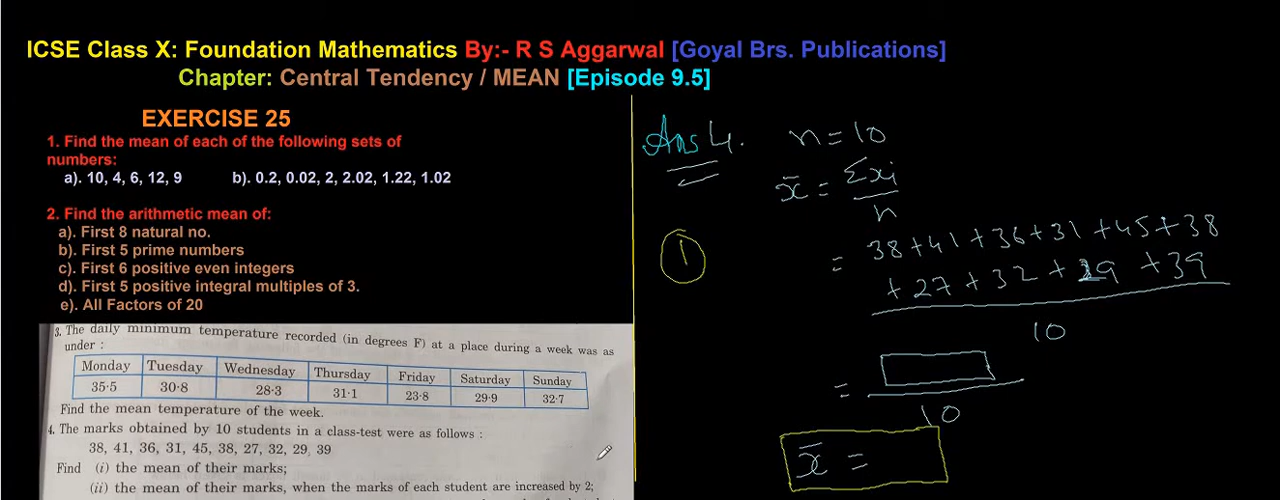 ICSE Class X: Foundation Mathematics By:- R S Aggarwal [Goyal Brs. Publications]
Chapter: Central Tendency / MEAN [Episode 9.5]
EXERCISE 25
1. Find the mean of each of the following sets of
numbers:
a). 10, 4, 6, 12, 9 b). 0.2, 0.02, 2, 2.02, 1.22, 1.02
2. Find the arithmetic mean of:
a). First 8 natural no.
b). First 5 prime numbers
c). First 6 positive even integers
d). First 5 positive integral multiples of 3.
e). All Factors of 20
3. The daily minimum temperature recorded (in degrees F) at a place during a week was as
under :
Monday Tuesday Wednesday Thursday Friday Saturday Sunday
35·5 30·8 28·3 31·1 23·8 29·9 32·7
Find the mean temperature of the week.
4. The marks obtained by 10 students in a class-test were as follows :
38, 41, 36, 31, 45, 38, 27, 32, 29, 39
Find (i) the mean of their marks;
(ii) the mean of their marks, when the marks of each student are increased by 2;
Ans 4. n = 10
x̄ = Σxi
n
①
= 38+41+36+31+45+38
+27+32+29+39
10
=
10
x̄ =